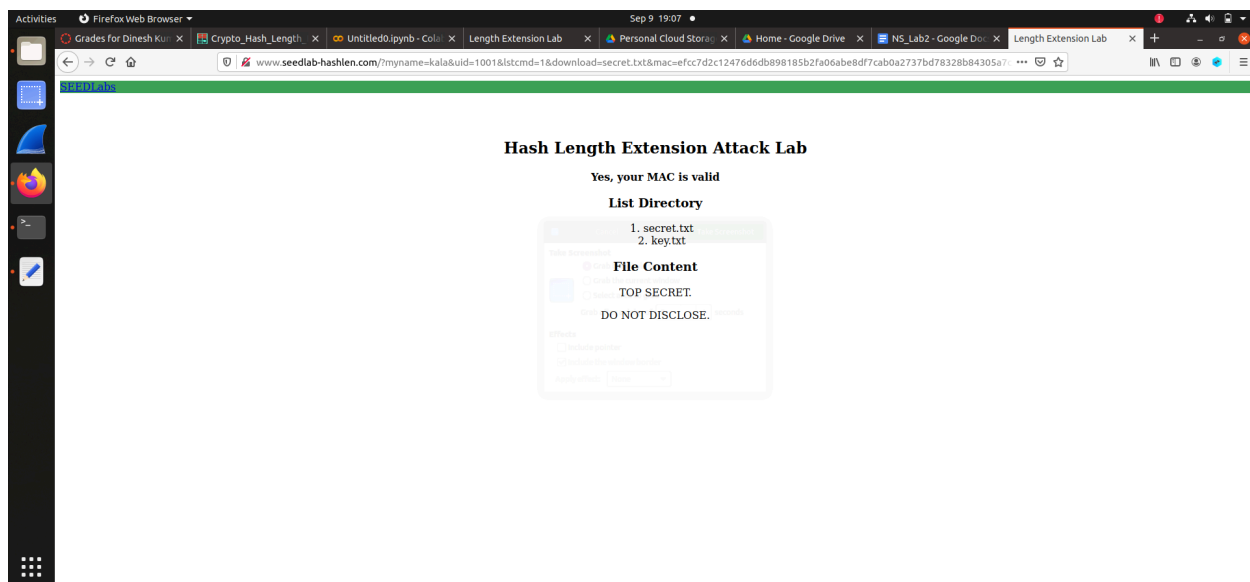 Activities Firefox Web Browser Sep 9 19:07
Grades for Dinesh Kum Crypto_Hash_Length_ Untitled0.ipynb - Colab Length Extension Lab Personal Cloud Storag Home - Google Drive NS_Lab2 - Google Doc Length Extension Lab
www.seedlab-hashlen.com/?myname=kala&uid=1001&lstcmd=1&download=secret.txt&mac=efcc7d2c12476d6db898185b2fa06abe8df7cab0a2737bd78328b84305a7
SEEDLabs
Hash Length Extension Attack Lab
Yes, your MAC is valid
List Directory
1. secret.txt
2. key.txt
File Content
TOP SECRET.
DO NOT DISCLOSE.